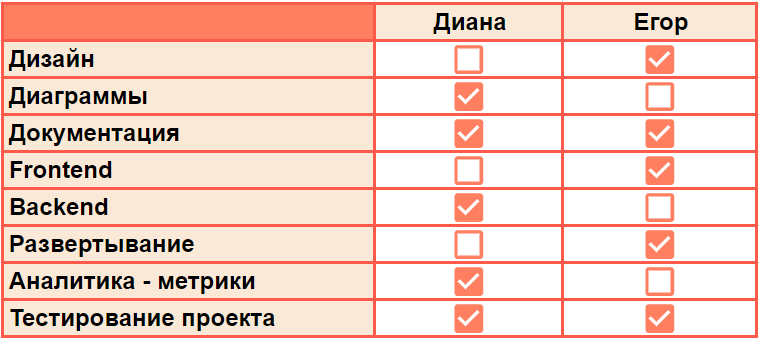 Диана Егор
Дизайн
Диаграммы
Документация
Frontend
Backend
Развертывание
Аналитика - метрики
Тестирование проекта